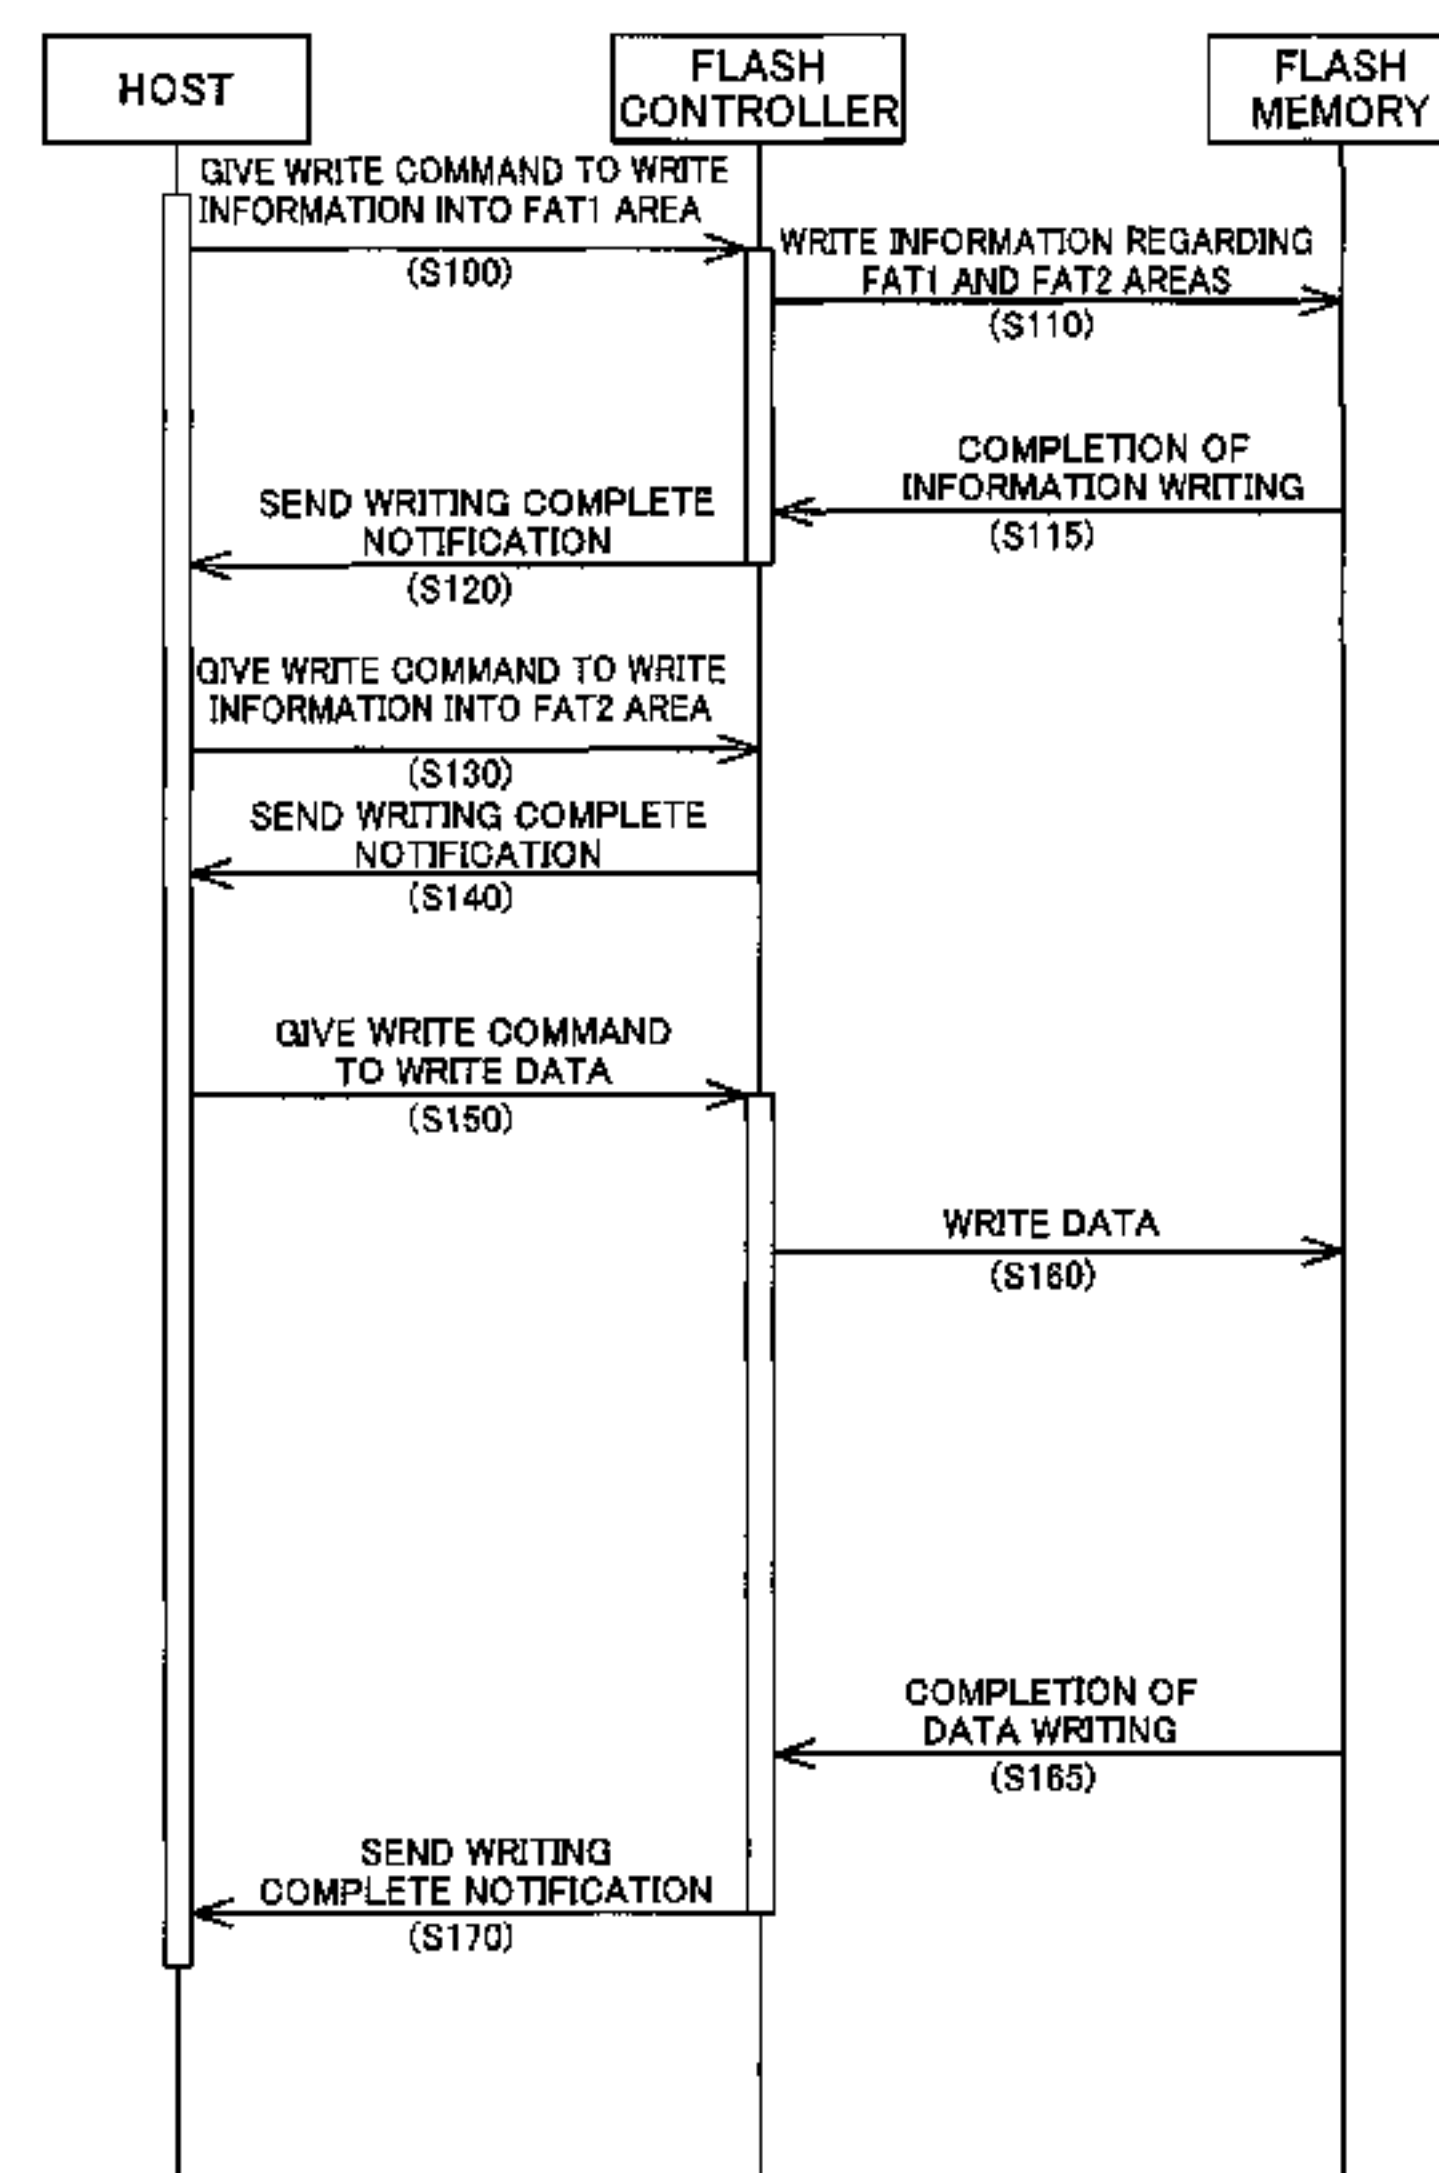 HOST
FLASH
CONTROLLER
FLASH
MEMORY
GIVE WRITE COMMAND TO WRITE
INFORMATION INTO FAT1 AREA
(S100)
WRITE INFORMATION REGARDING
FAT1 AND FAT2 AREAS
(S110)
COMPLETION OF
INFORMATION WRITING
(S115)
SEND WRITING COMPLETE
NOTIFICATION
(S120)
GIVE WRITE COMMAND TO WRITE
INFORMATION INTO FAT2 AREA
(S130)
SEND WRITING COMPLETE
NOTIFICATION
(S140)
GIVE WRITE COMMAND
TO WRITE DATA
(S150)
WRITE DATA
(S160)
COMPLETION OF
DATA WRITING
(S165)
SEND WRITING
COMPLETE NOTIFICATION
(S170)